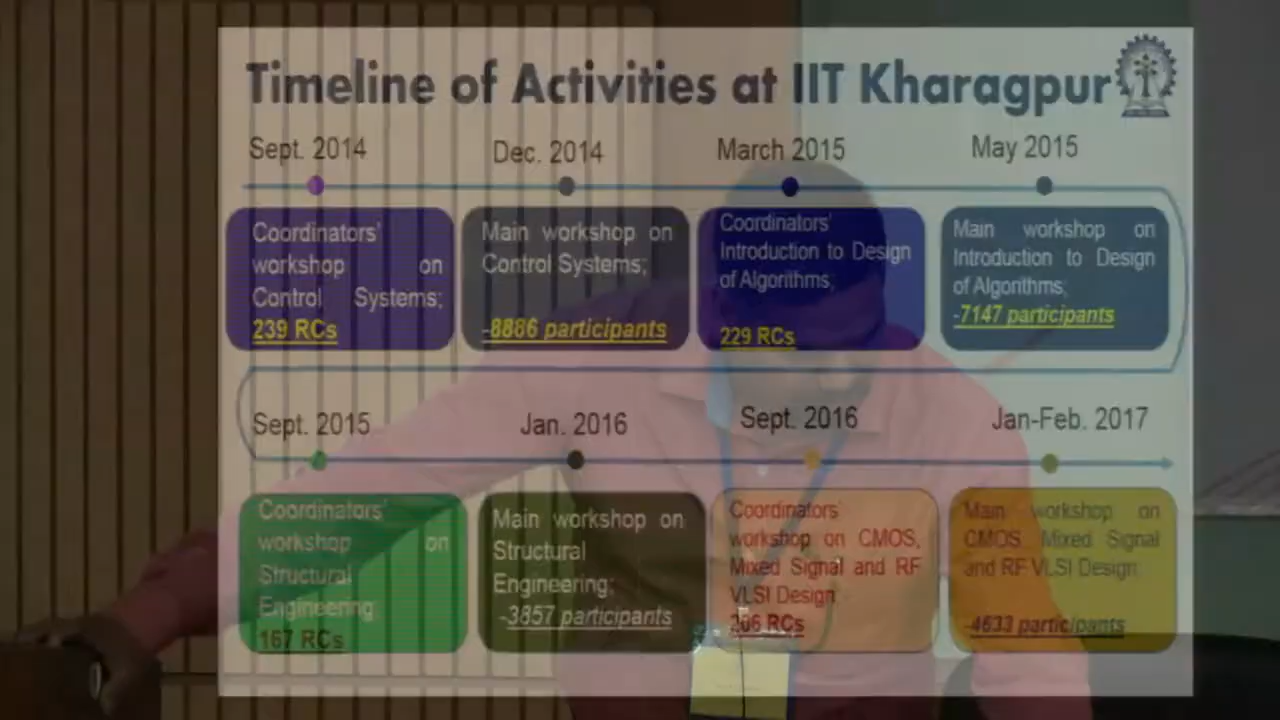 Timeline of Activities at IIT Kharagpur
Sept. 2014
Dec. 2014
March 2015
May 2015
Coordinators'
workshop on
Control Systems;
239 RCs
Main workshop on
Control Systems;
-8886 participants
Coordinators'
Introduction to Design
of Algorithms;
229 RCs
Main workshop on
Introduction to Design
of Algorithms;
-7147 participants
Sept. 2015
Jan. 2016
Sept. 2016
Jan-Feb. 2017
Coordinators'
workshop on
Structural
Engineering;
167 RCs
Main workshop on
Structural
Engineering;
-3857 participants
Coordinators'
workshop on CMOS,
Mixed Signal and RF
VLSI Design;
206 RCs
Main workshop on
CMOS, Mixed Signal
and RF VLSI Design;
-4633 participants